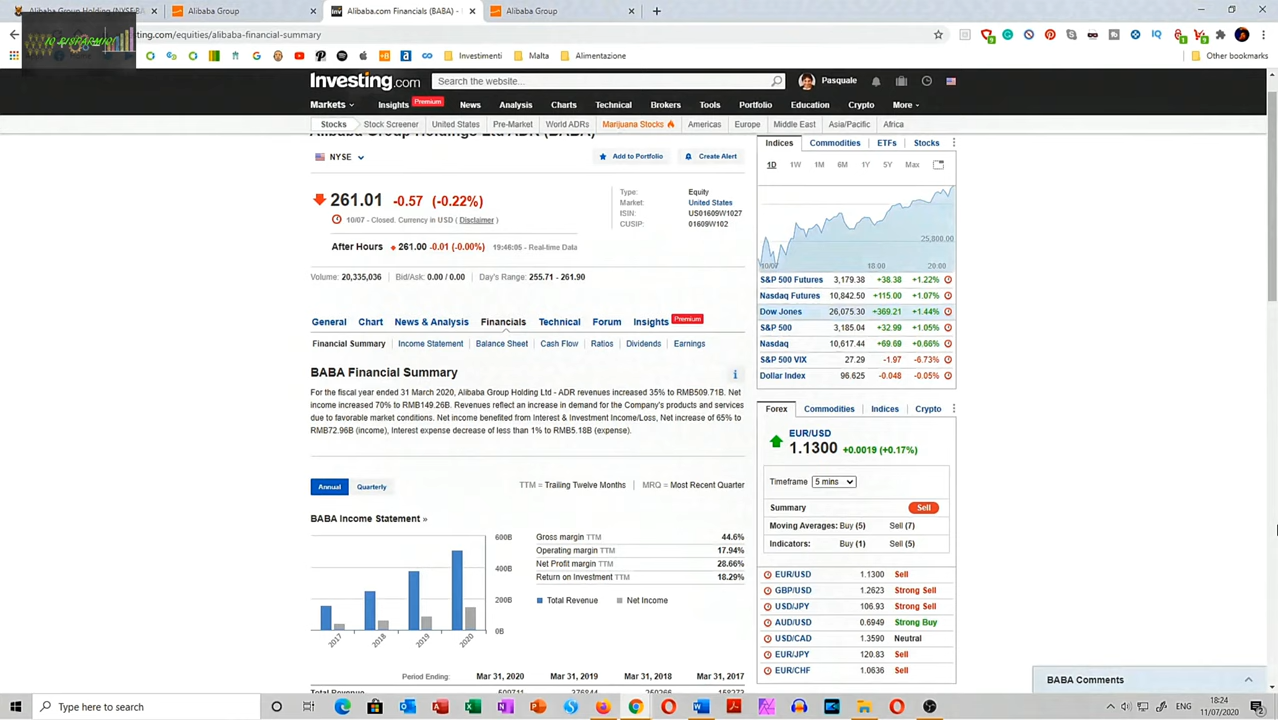 Alibaba Group Holding (NYSE:BA
Alibaba Group
Alibaba.com Financials (BABA) -
Alibaba Group
ting.com/equities/alibaba-financial-summary
IO RISPARMIO
Investimenti
Malta
Alimentazione
Other bookmarks
Investing.com
Search the website...
Pasquale
Markets
Insights
Premium
News
Analysis
Charts
Technical
Brokers
Tools
Portfolio
Education
Crypto
More
Stocks
Stock Screener
United States
Pre-Market
World ADRs
Marijuana Stocks
Americas
Europe
Middle East
Asia/Pacific
Africa
Alibaba Group Holdings Ltd ADR (BABA)
NYSE
Add to Portfolio
Create Alert
261.01 -0.57 (-0.22%)
10/07 - Closed. Currency in USD ( Disclaimer )
After Hours 261.00 -0.01 (-0.00%) 19:46:05 - Real-time Data
Type: Equity
Market: United States
ISIN: US01609W1027
CUSIP: 01609W102
Volume: 20,335,036 Bid/Ask: 0.00 / 0.00 Day's Range: 255.71 - 261.90
General Chart News & Analysis Financials Technical Forum Insights Premium
Financial Summary Income Statement Balance Sheet Cash Flow Ratios Dividends Earnings
BABA Financial Summary
For the fiscal year ended 31 March 2020, Alibaba Group Holding Ltd - ADR revenues increased 35% to RMB509.71B. Net
income increased 70% to RMB149.26B. Revenues reflect an increase in demand for the Company's products and services
due to favorable market conditions. Net income benefited from Interest & Investment Income/Loss, Net increase of 65% to
RMB72.96B (income), Interest expense decrease of less than 1% to RMB5.18B (expense).
Annual Quarterly
TTM = Trailing Twelve Months MRQ = Most Recent Quarter
BABA Income Statement »
600B
400B
200B
0B
2017 2018 2019 2020
Gross margin TTM 44.6%
Operating margin TTM 17.94%
Net Profit margin TTM 28.66%
Return on Investment TTM 18.29%
Total Revenue Net Income
Period Ending: Mar 31, 2020 Mar 31, 2019 Mar 31, 2018 Mar 31, 2017
Total Revenue 509711 376844 250266 158273
Indices Commodities ETFs Stocks
1D 1W 1M 6M 1Y 5Y Max
25,800.00
10/07 18:00 20:00
S&P 500 Futures 3,179.38 +38.38 +1.22%
Nasdaq Futures 10,842.50 +115.00 +1.07%
Dow Jones 26,075.30 +369.21 +1.44%
S&P 500 3,185.04 +32.99 +1.05%
Nasdaq 10,617.44 +69.69 +0.66%
S&P 500 VIX 27.29 -1.97 -6.73%
Dollar Index 96.625 -0.048 -0.05%
Forex Commodities Indices Crypto
EUR/USD
1.1300 +0.0019 (+0.17%)
Timeframe 5 mins
Summary Sell
Moving Averages: Buy (5) Sell (7)
Indicators: Buy (1) Sell (5)
EUR/USD 1.1300 Sell
GBP/USD 1.2623 Strong Sell
USD/JPY 106.93 Strong Sell
AUD/USD 0.6949 Strong Buy
USD/CAD 1.3590 Neutral
EUR/JPY 120.83 Sell
EUR/CHF 1.0636 Sell
BABA Comments
Type here to search
18:24
11/07/2020